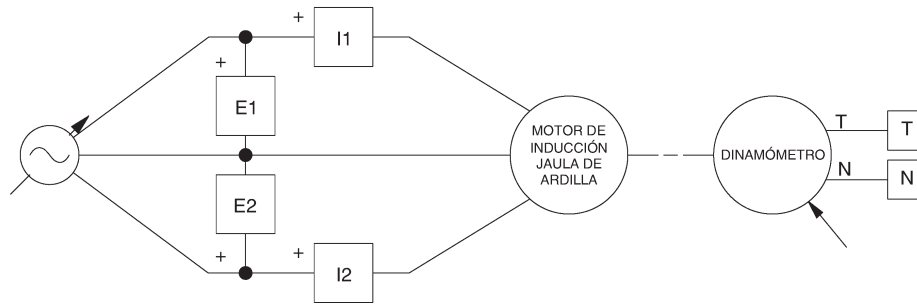 +
I1
+
E1
E2
+
+
I2
MOTOR DE
INDUCCIÓN
JAULA DE
ARDILLA
DINAMÓMETRO
T
T
N
N